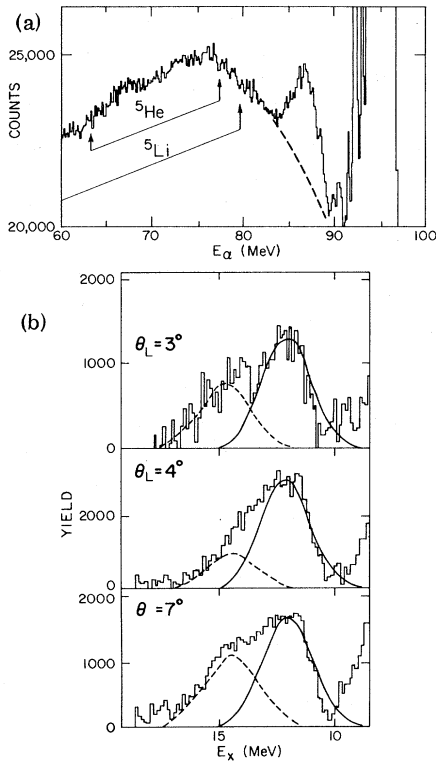 (a)
25,000
COUNTS
⁵He
⁵Li
20,000
60 70 80 90 100
Eα (MeV)
(b)
2000
θL = 3°
1000
0
θL = 4°
2000
YIELD
0
2000
θ = 7°
1000
0
15 10
Ex (MeV)